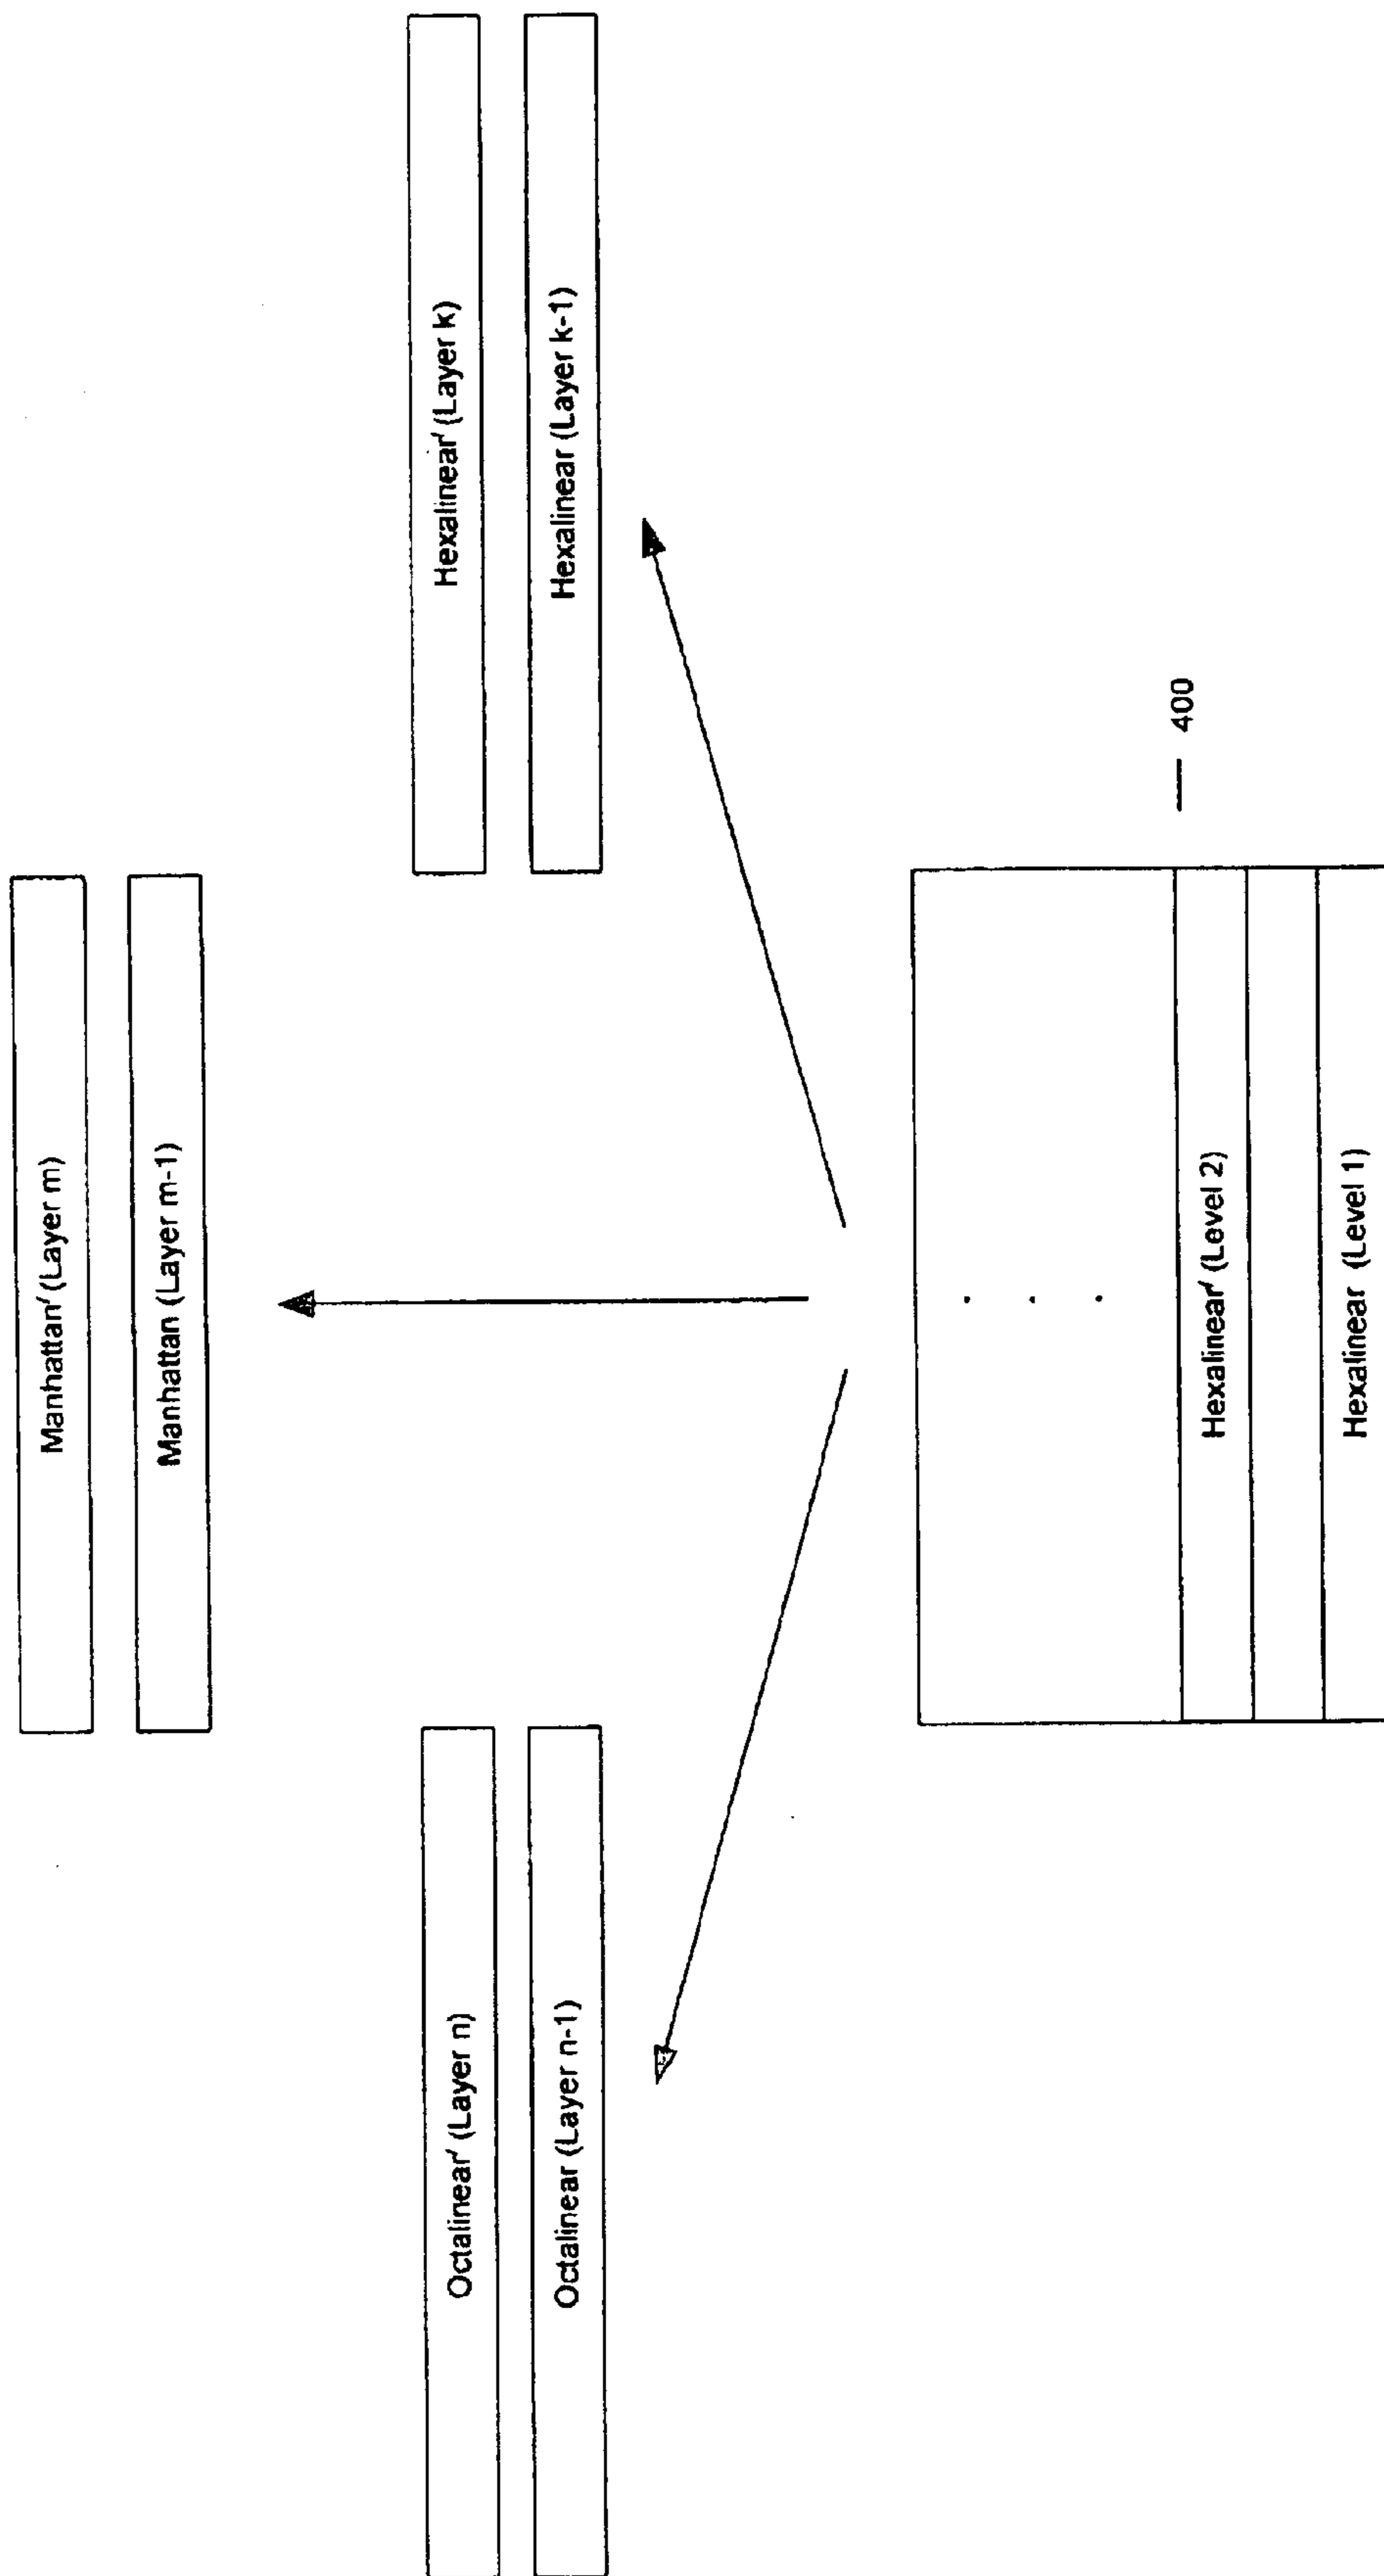 Manhattan′ (Layer m)
Manhattan (Layer m-1)
Octalinear′ (Layer n)
Octalinear (Layer n-1)
Hexalinear′ (Layer k)
Hexalinear (Layer k-1)
400
Hexalinear′ (Level 2)
Hexalinear (Level 1)